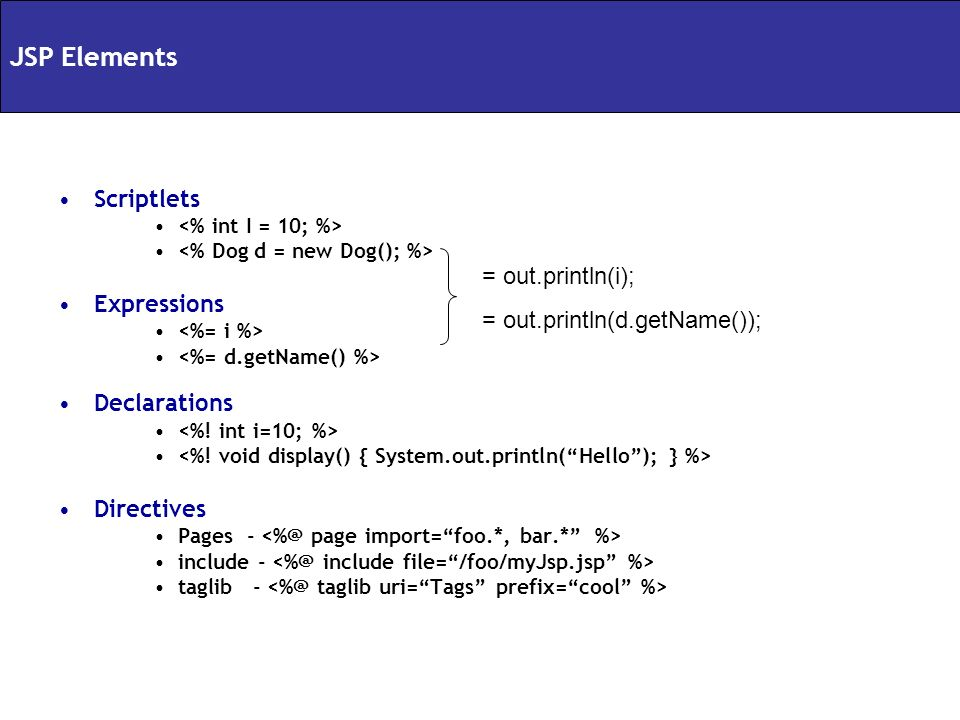 JSP Elements
• Scriptlets
• <% int I = 10; %>
• <% Dog d = new Dog(); %>
= out.println(i);
• Expressions
= out.println(d.getName());
• <%= i %>
• <%= d.getName() %>
• Declarations
• <%! int i=10; %>
• <%! void display() { System.out.println(“Hello”); } %>
• Directives
• Pages - <%@ page import=“foo.*, bar.*” %>
• include - <%@ include file=“/foo/myJsp.jsp” %>
• taglib - <%@ taglib uri=“Tags” prefix=“cool” %>